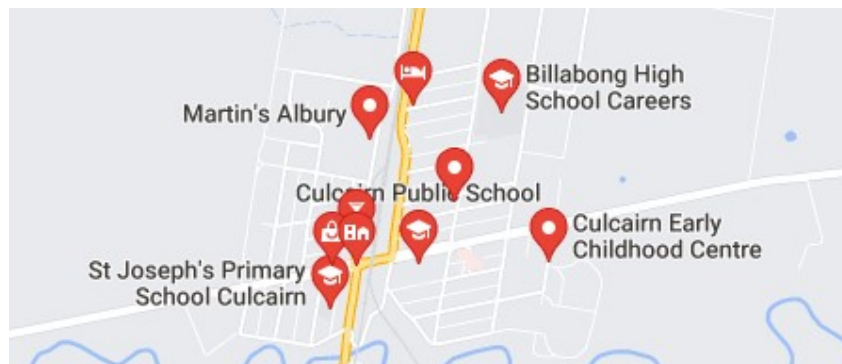 Billabong High
School Careers
Martin's Albury
Culcairn Public School
Culcairn Early
Childhood Centre
St Joseph's Primary
School Culcairn